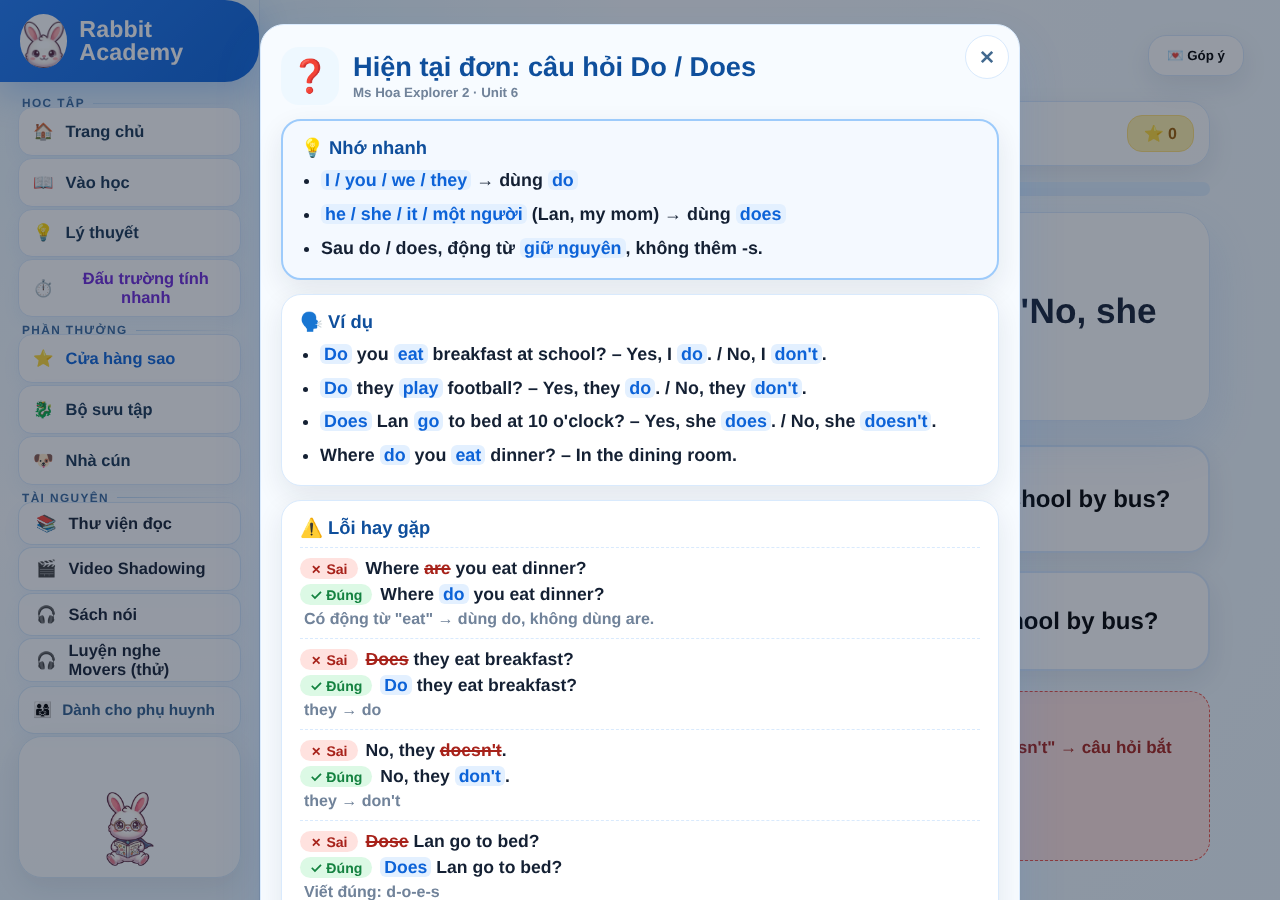 Rabbit
Academy
HỌC TẬP
🏠 Trang chủ
📖 Vào học
💡 Lý thuyết
⏱️ Đấu trường tính
nhanh
PHẦN THƯỞNG
⭐ Cửa hàng sao
🐉 Bộ sưu tập
🐶 Nhà cún
TÀI NGUYÊN
📚 Thư viện đọc
🎬 Video Shadowing
🎧 Sách nói
🎧 Luyện nghe
Movers (thử)
👨‍👩‍👧 Dành cho phụ huynh
❓ Hiện tại đơn: câu hỏi Do / Does
Ms Hoa Explorer 2 · Unit 6
✕
💡 Nhớ nhanh
• I / you / we / they → dùng do
• he / she / it / một người (Lan, my mom) → dùng does
• Sau do / does, động từ giữ nguyên, không thêm -s.
🗣️ Ví dụ
• Do you eat breakfast at school? – Yes, I do. / No, I don't.
• Do they play football? – Yes, they do. / No, they don't.
• Does Lan go to bed at 10 o'clock? – Yes, she does. / No, she doesn't.
• Where do you eat dinner? – In the dining room.
⚠️ Lỗi hay gặp
✕ Sai Where are you eat dinner?
✓ Đúng Where do you eat dinner?
Có động từ "eat" → dùng do, không dùng are.
✕ Sai Does they eat breakfast?
✓ Đúng Do they eat breakfast?
they → do
✕ Sai No, they doesn't.
✓ Đúng No, they don't.
they → don't
✕ Sai Dose Lan go to bed?
✓ Đúng Does Lan go to bed?
Viết đúng: d-o-e-s
💌 Góp ý
⭐ 0
"No, she
hool by bus?
ool by bus?
sn't" → câu hỏi bắt